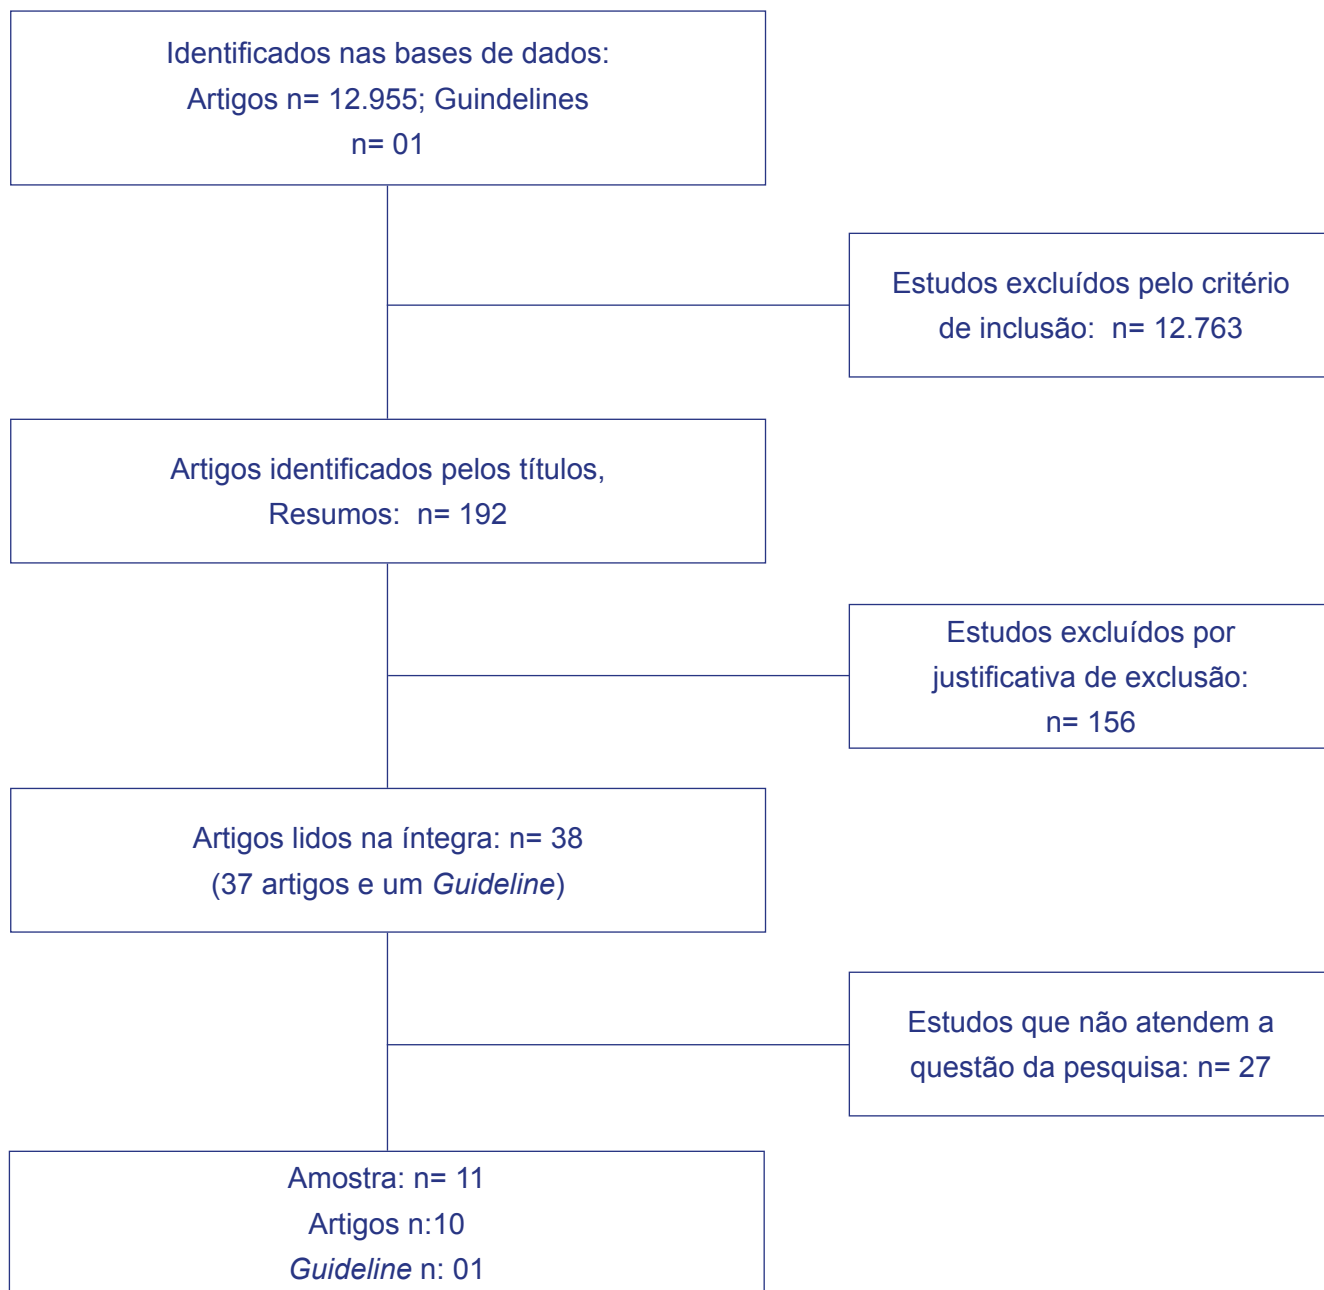 Identificados nas bases de dados:
Artigos n= 12.955; Guindelines
n= 01
Estudos excluídos pelo critério
de inclusão:  n= 12.763
Artigos identificados pelos títulos,
Resumos:  n= 192
Estudos excluídos por
justificativa de exclusão:
n= 156
Artigos lidos na íntegra: n= 38
(37 artigos e um Guideline)
Estudos que não atendem a
questão da pesquisa: n= 27
Amostra: n= 11
Artigos n:10
Guideline n: 01